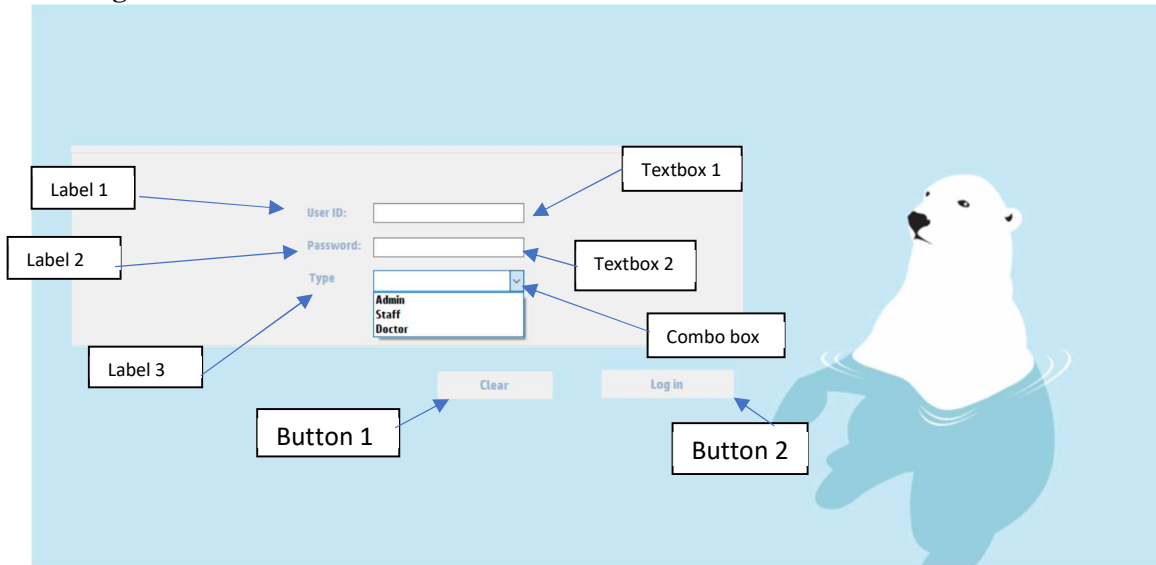 Label 1
Textbox 1
User ID:
Label 2
Password:
Textbox 2
Type
Admin
Staff
Doctor
Combo box
Label 3
Clear
Log in
Button 1
Button 2